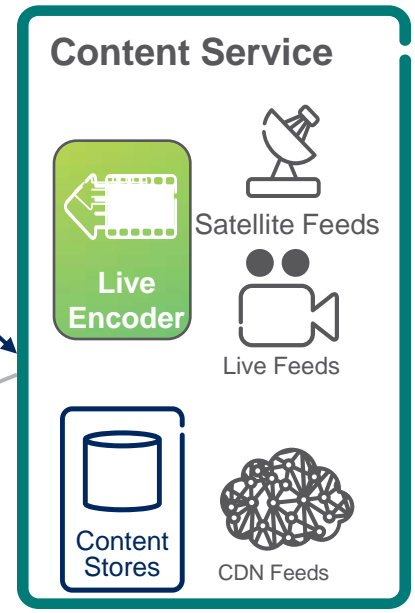 Content Service
Satellite Feeds
Live
Encoder
Live Feeds
Content
Stores
CDN Feeds